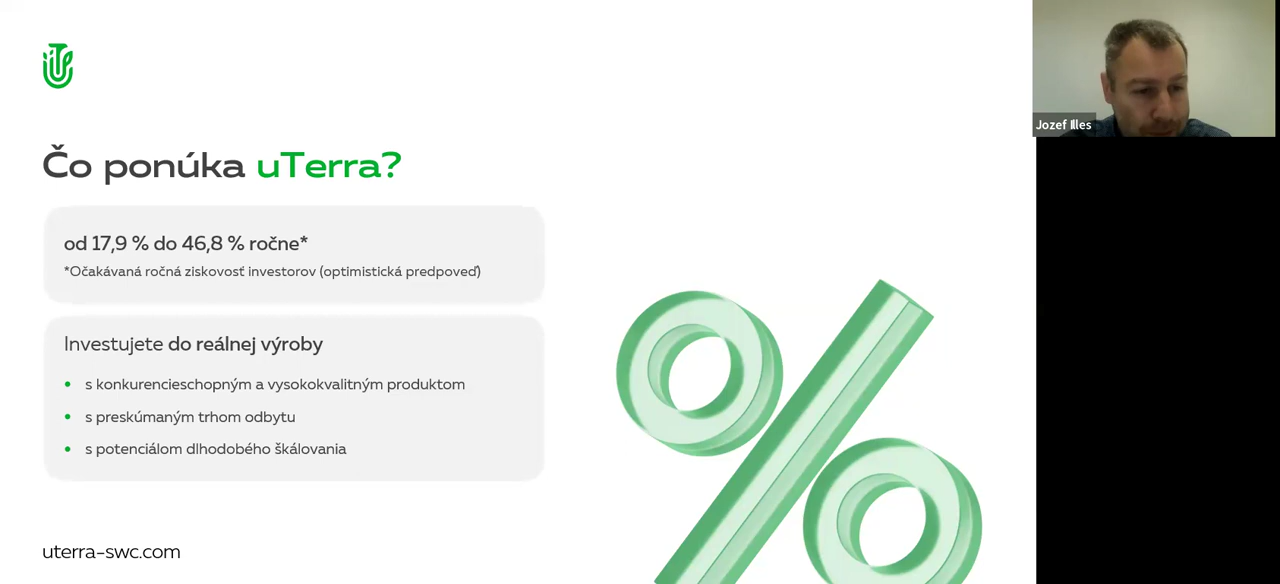 Čo ponúka uTerra?
od 17,9 % do 46,8 % ročne*
*Očakávaná ročná ziskovosť investorov (optimistická predpoveď)
Investujete do reálnej výroby
s konkurencieschopným a vysokokvalitným produktom
s preskúmaným trhom odbytu
s potenciálom dlhodobého škálovania
uterra-swc.com
Jozef Illes